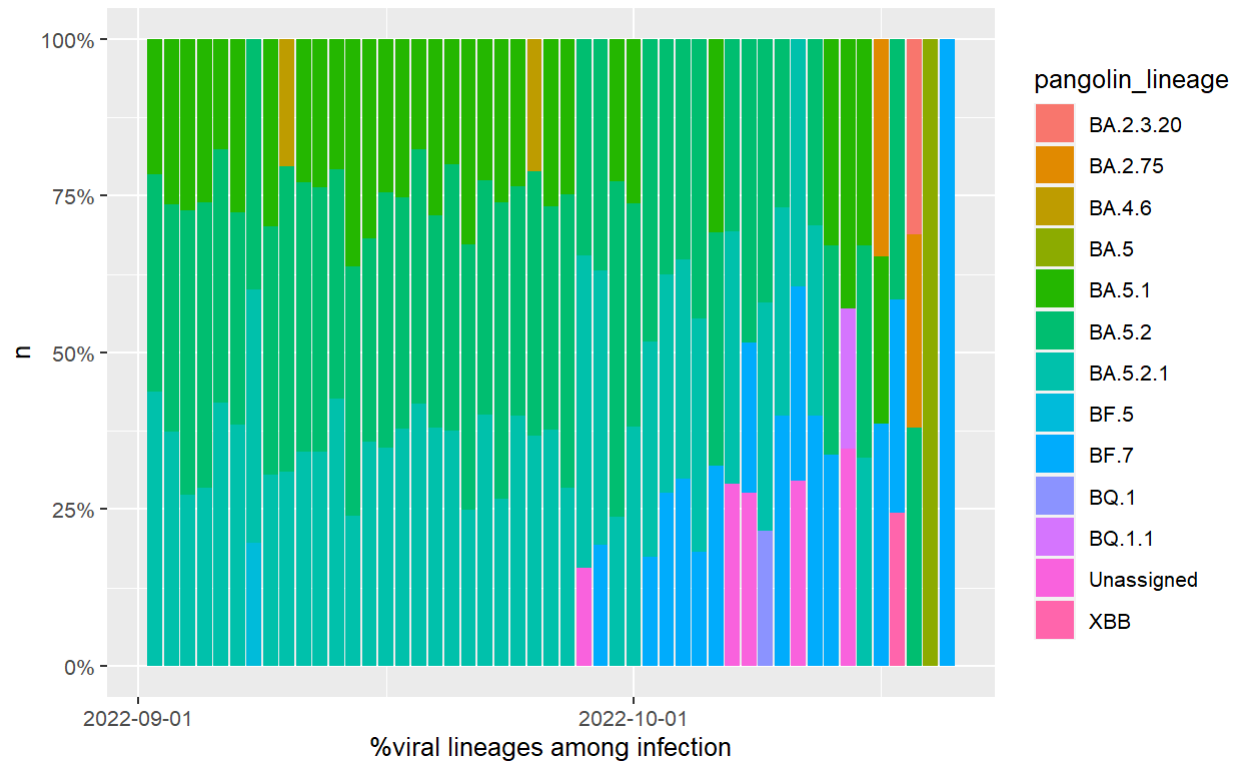 100%
75%
50%
25%
0%
n
2022-09-01
2022-10-01
%viral lineages among infection
pangolin_lineage
BA.2.3.20
BA.2.75
BA.4.6
BA.5
BA.5.1
BA.5.2
BA.5.2.1
BF.5
BF.7
BQ.1
BQ.1.1
Unassigned
XBB